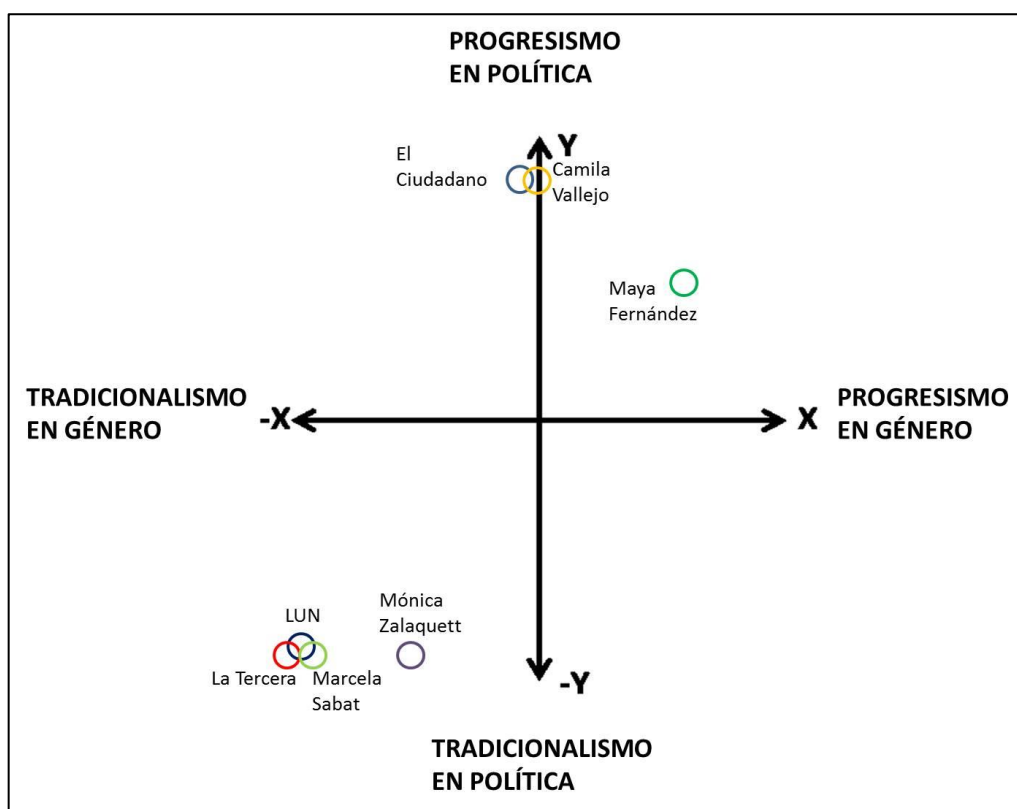 PROGRESISMO
EN POLÍTICA
Y
El
Ciudadano
Camila
Vallejo
Maya
Fernández
TRADICIONALISMO
EN GÉNERO
-X
X
PROGRESISMO
EN GÉNERO
LUN
Mónica
Zalaquett
La Tercera
Marcela
Sabat
-Y
TRADICIONALISMO
EN POLÍTICA